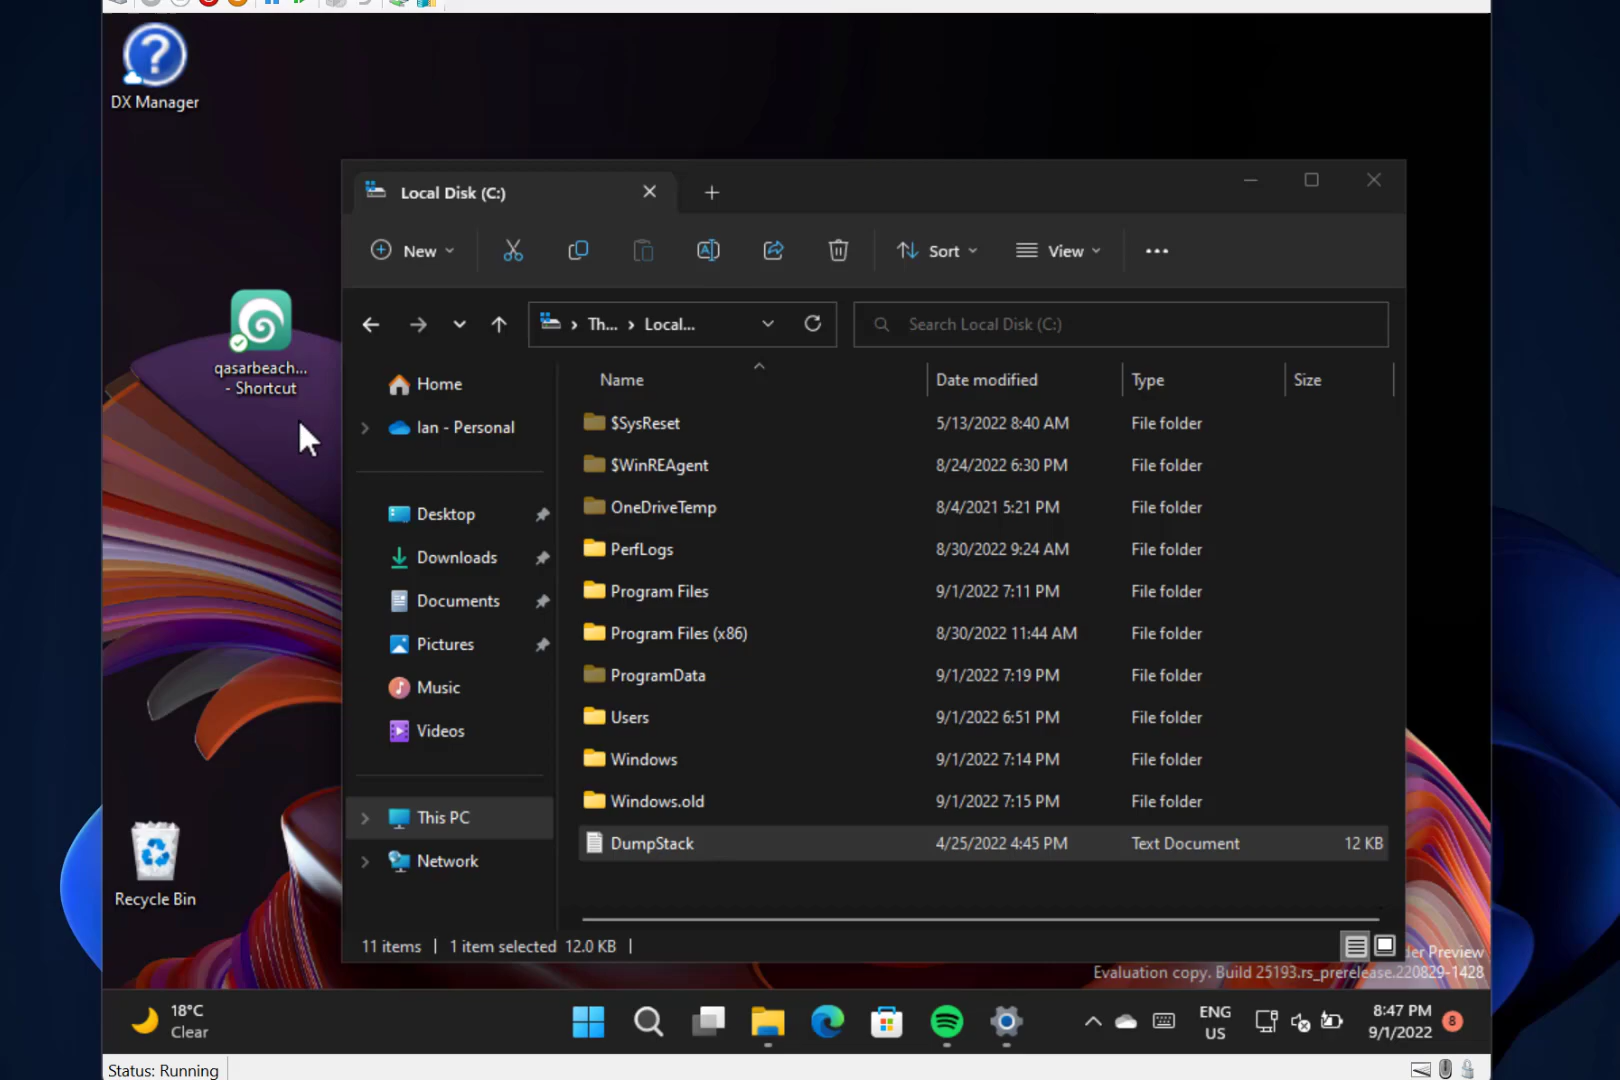 DX Manager
Local Disk (C:)
New
Sort
View
Th...
Local...
Search Local Disk (C:)
qasarbeach...
- Shortcut
Home
Ian - Personal
Desktop
Downloads
Documents
Pictures
Music
Videos
This PC
Network
Name Date modified Type Size
$SysReset 5/13/2022 8:40 AM File folder
$WinREAgent 8/24/2022 6:30 PM File folder
OneDriveTemp 8/4/2021 5:21 PM File folder
PerfLogs 8/30/2022 9:24 AM File folder
Program Files 9/1/2022 7:11 PM File folder
Program Files (x86) 8/30/2022 11:44 AM File folder
ProgramData 9/1/2022 7:19 PM File folder
Users 9/1/2022 6:51 PM File folder
Windows 9/1/2022 7:14 PM File folder
Windows.old 9/1/2022 7:15 PM File folder
DumpStack 4/25/2022 4:45 PM Text Document 12 KB
Recycle Bin
11 items 1 item selected 12.0 KB
der Preview
Evaluation copy. Build 25193.rs_prerelease.220829-1428
18°C
Clear
ENG
US
8:47 PM
9/1/2022
8
Status: Running